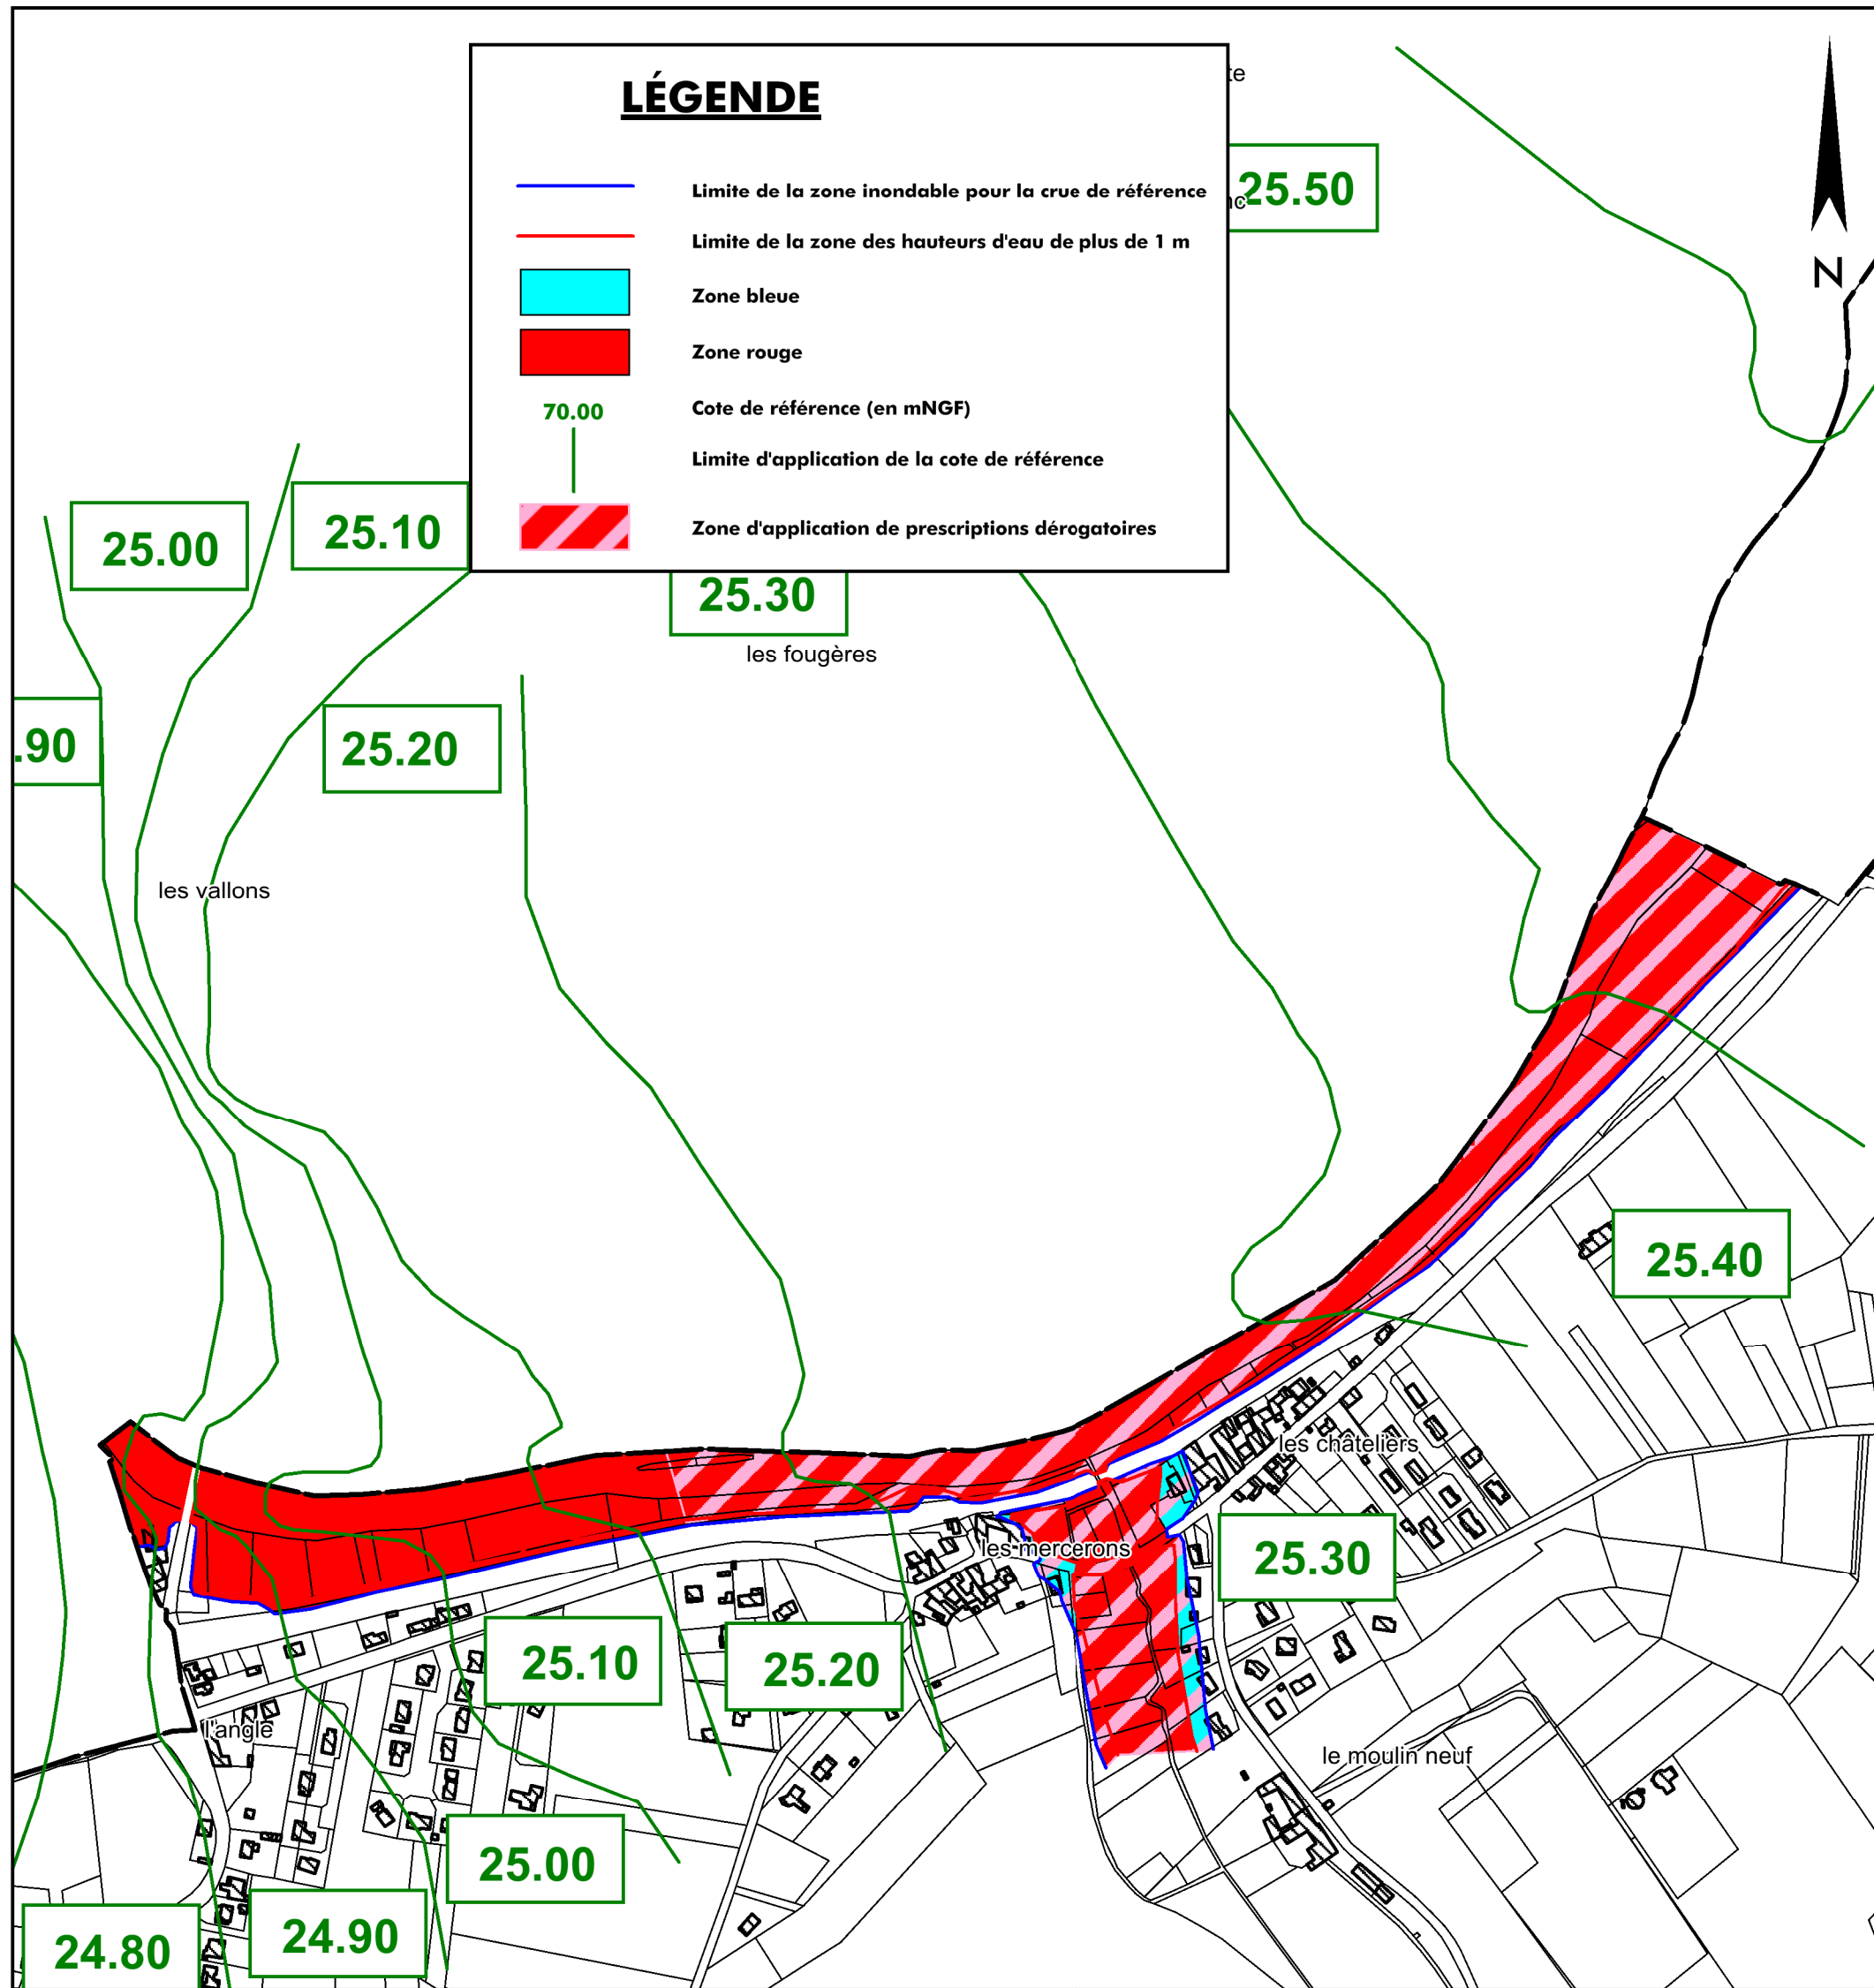 LÉGENDE
Limite de la zone inondable pour la crue de référence
Limite de la zone des hauteurs d'eau de plus de 1 m
Zone bleue
Zone rouge
70.00
Cote de référence (en mNGF)
Limite d'application de la cote de référence
Zone d'application de prescriptions dérogatoires
25.50
N
25.00
25.10
25.30
les fougères
.90
25.20
les vallons
25.40
les châteliers
les mercerons
25.30
25.10
25.20
l'angle
le moulin neuf
25.00
24.80
24.90